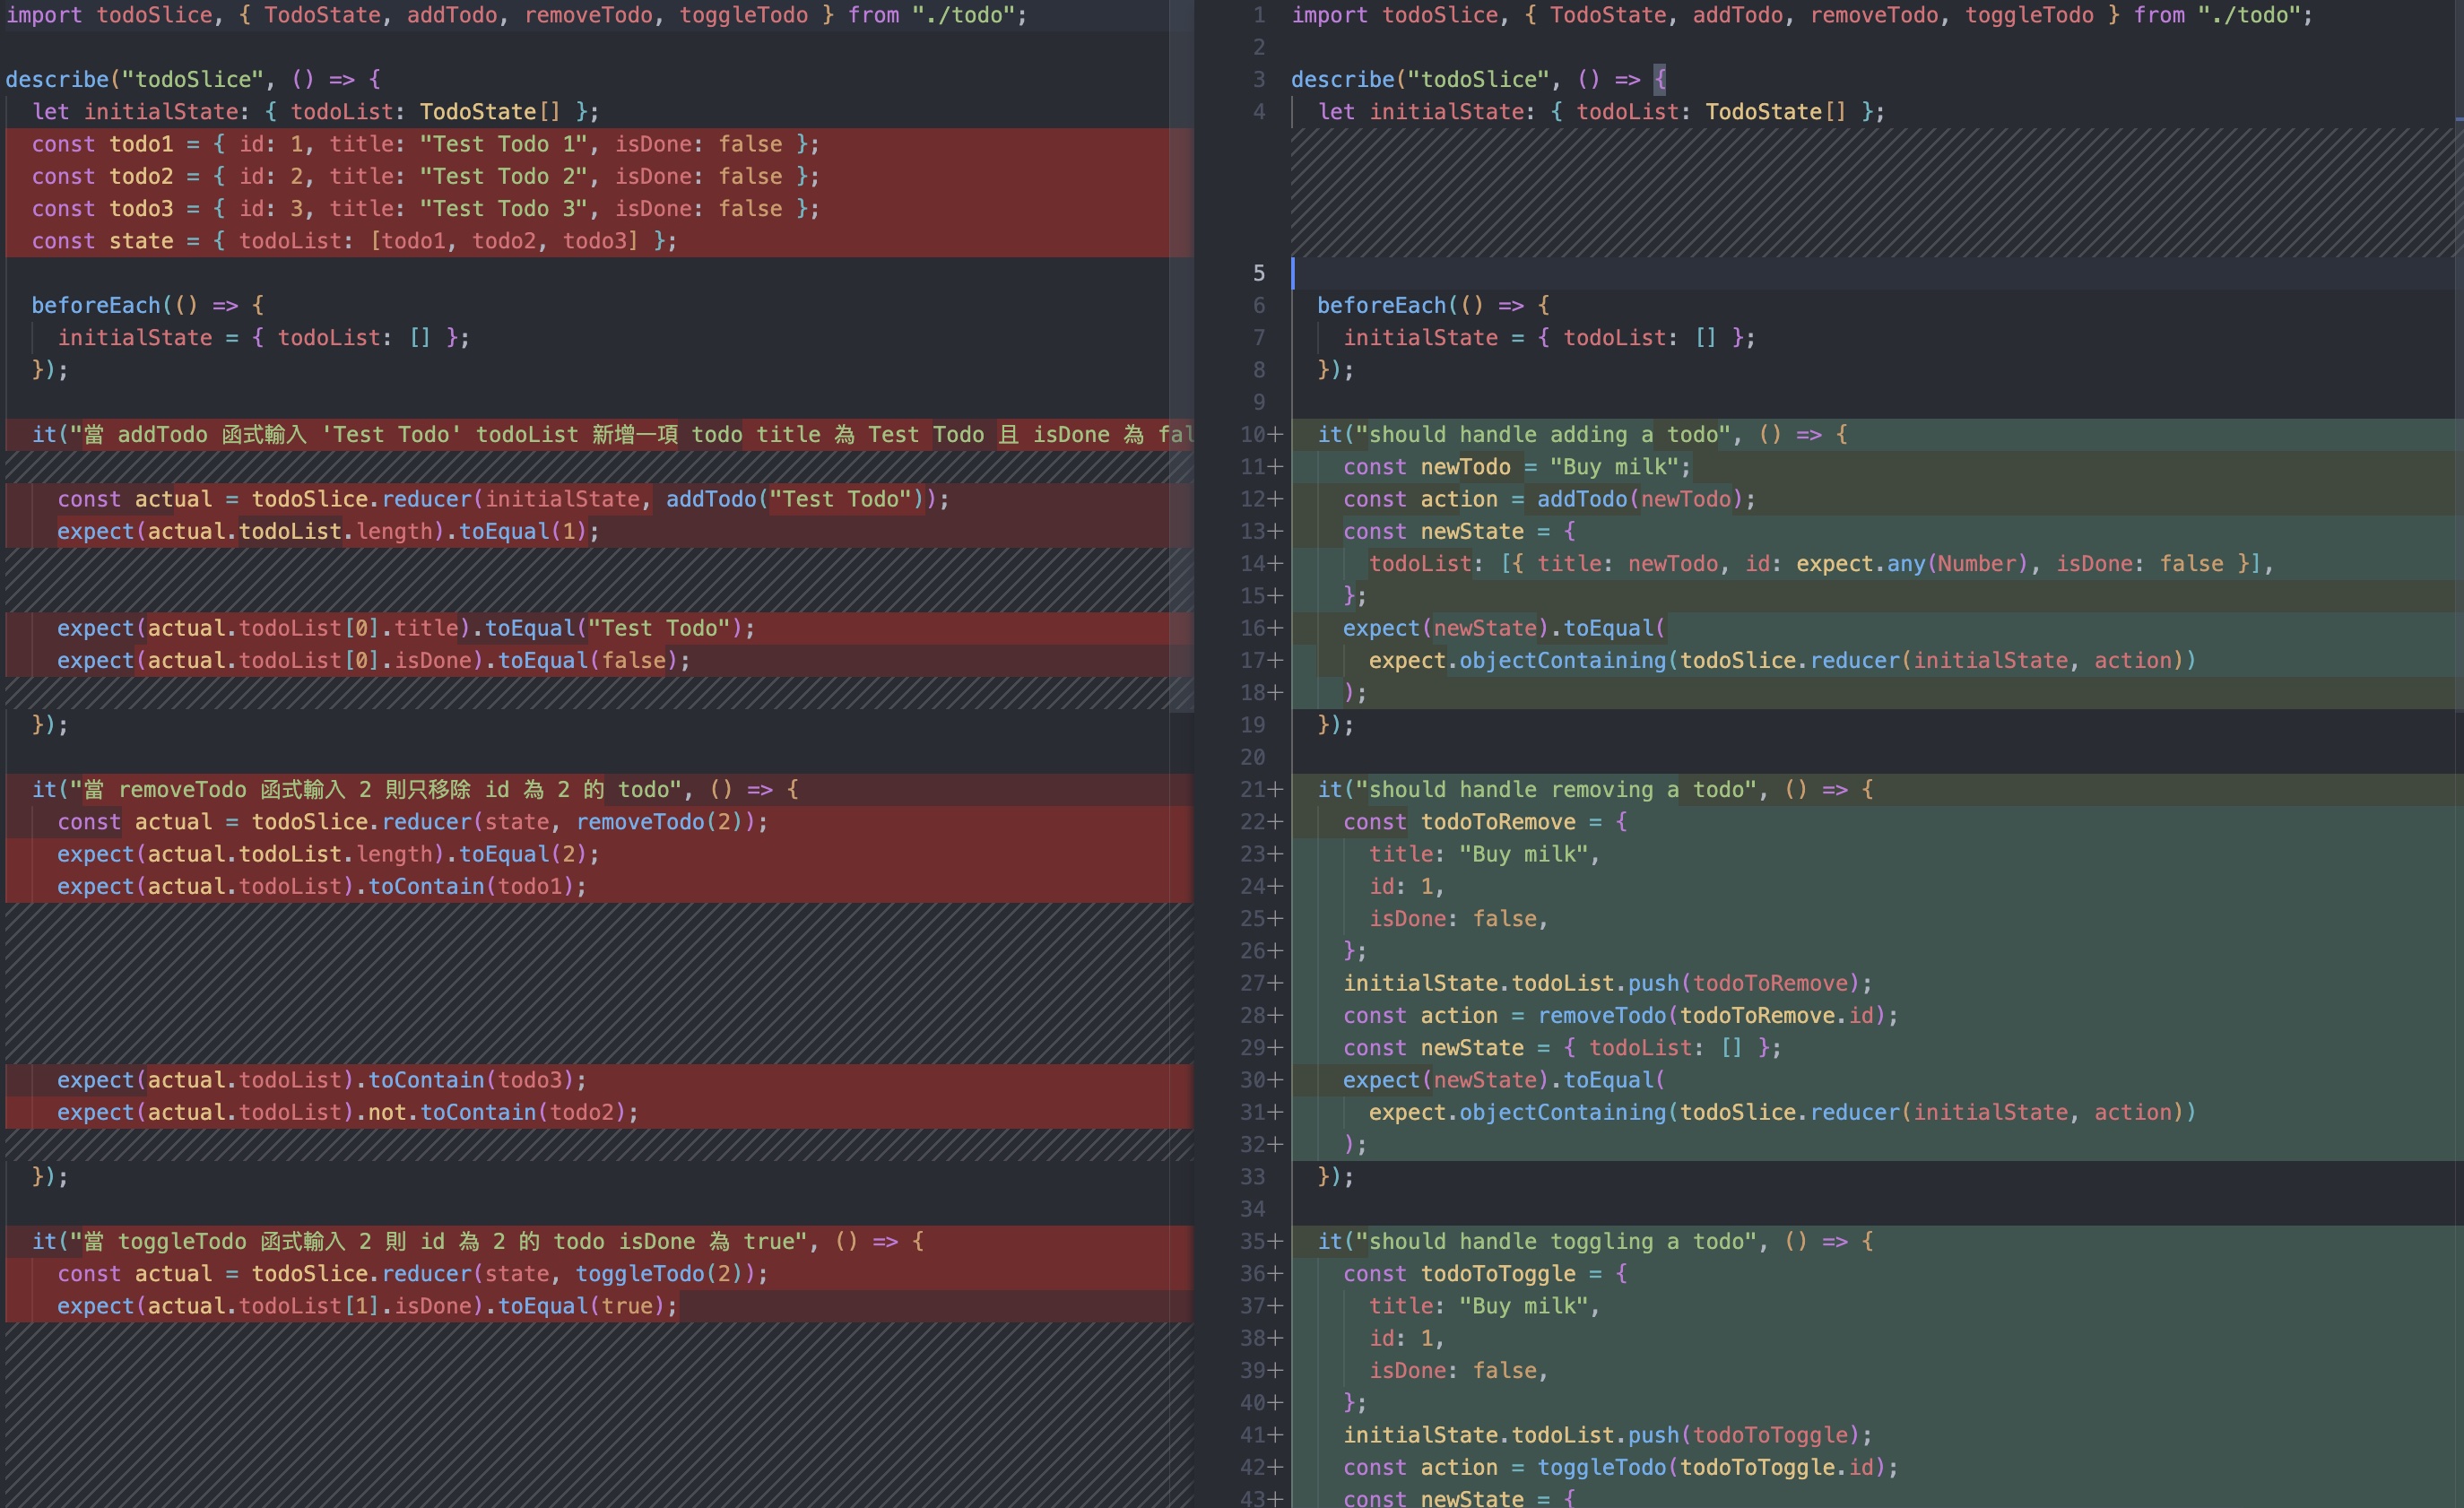 import todoSlice, { TodoState, addTodo, removeTodo, toggleTodo } from "./todo";
describe("todoSlice", () => {
let initialState: { todoList: TodoState[] };
const todo1 = { id: 1, title: "Test Todo 1", isDone: false };
const todo2 = { id: 2, title: "Test Todo 2", isDone: false };
const todo3 = { id: 3, title: "Test Todo 3", isDone: false };
const state = { todoList: [todo1, todo2, todo3] };
beforeEach(() => {
initialState = { todoList: [] };
});
it("當 addTodo 函式輸入 'Test Todo' todoList 新增一項 todo title 為 Test Todo 且 isDone 為 fal
const actual = todoSlice.reducer(initialState, addTodo("Test Todo"));
expect(actual.todoList.length).toEqual(1);
expect(actual.todoList[0].title).toEqual("Test Todo");
expect(actual.todoList[0].isDone).toEqual(false);
});
it("當 removeTodo 函式輸入 2 則只移除 id 為 2 的 todo", () => {
const actual = todoSlice.reducer(state, removeTodo(2));
expect(actual.todoList.length).toEqual(2);
expect(actual.todoList).toContain(todo1);
expect(actual.todoList).toContain(todo3);
expect(actual.todoList).not.toContain(todo2);
});
it("當 toggleTodo 函式輸入 2 則 id 為 2 的 todo isDone 為 true", () => {
const actual = todoSlice.reducer(state, toggleTodo(2));
expect(actual.todoList[1].isDone).toEqual(true);
1 import todoSlice, { TodoState, addTodo, removeTodo, toggleTodo } from "./todo";
2
3 describe("todoSlice", () => {
4 let initialState: { todoList: TodoState[] };
5
6 beforeEach(() => {
7 initialState = { todoList: [] };
8 });
9
10+ it("should handle adding a todo", () => {
11+ const newTodo = "Buy milk";
12+ const action = addTodo(newTodo);
13+ const newState = {
14+ todoList: [{ title: newTodo, id: expect.any(Number), isDone: false }],
15+ };
16+ expect(newState).toEqual(
17+ expect.objectContaining(todoSlice.reducer(initialState, action))
18+ );
19 });
20
21+ it("should handle removing a todo", () => {
22+ const todoToRemove = {
23+ title: "Buy milk",
24+ id: 1,
25+ isDone: false,
26+ };
27+ initialState.todoList.push(todoToRemove);
28+ const action = removeTodo(todoToRemove.id);
29+ const newState = { todoList: [] };
30+ expect(newState).toEqual(
31+ expect.objectContaining(todoSlice.reducer(initialState, action))
32+ );
33 });
34
35+ it("should handle toggling a todo", () => {
36+ const todoToToggle = {
37+ title: "Buy milk",
38+ id: 1,
39+ isDone: false,
40+ };
41+ initialState.todoList.push(todoToToggle);
42+ const action = toggleTodo(todoToToggle.id);
43+ const newState = {